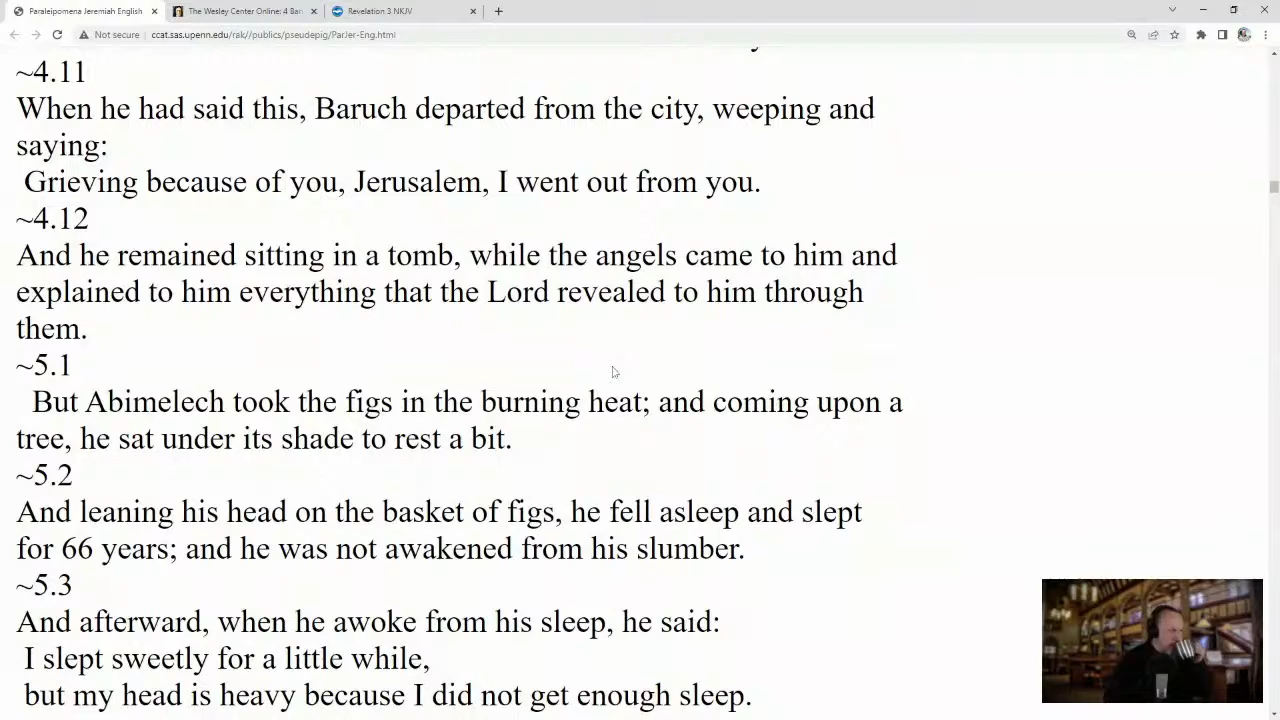 Paraleipomena Jeremiah English
The Wesley Center Online: 4 Bar
Revelation 3 NKJV
Not secure
ccat.sas.upenn.edu/rak//publics/pseudepig/ParJer-Eng.html
~4.11
When he had said this, Baruch departed from the city, weeping and
saying:
Grieving because of you, Jerusalem, I went out from you.
~4.12
And he remained sitting in a tomb, while the angels came to him and
explained to him everything that the Lord revealed to him through
them.
~5.1
But Abimelech took the figs in the burning heat; and coming upon a
tree, he sat under its shade to rest a bit.
~5.2
And leaning his head on the basket of figs, he fell asleep and slept
for 66 years; and he was not awakened from his slumber.
~5.3
And afterward, when he awoke from his sleep, he said:
I slept sweetly for a little while,
but my head is heavy because I did not get enough sleep.